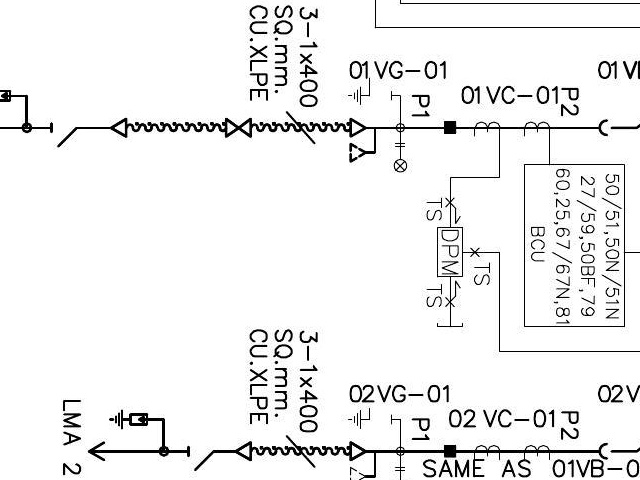 3-1x400
SQ.mm.
CU.XLPE
01VG-01
01VC-01
P1
P2
50/51,50N/51N
27/59,50BF,79
60,25,67/67N,81
BCU
TS
DPM
TS
TS
3-1x400
SQ.mm.
CU.XLPE
02VG-01
02 VC-01
P1
P2
LMA 2
SAME AS 01VB-0